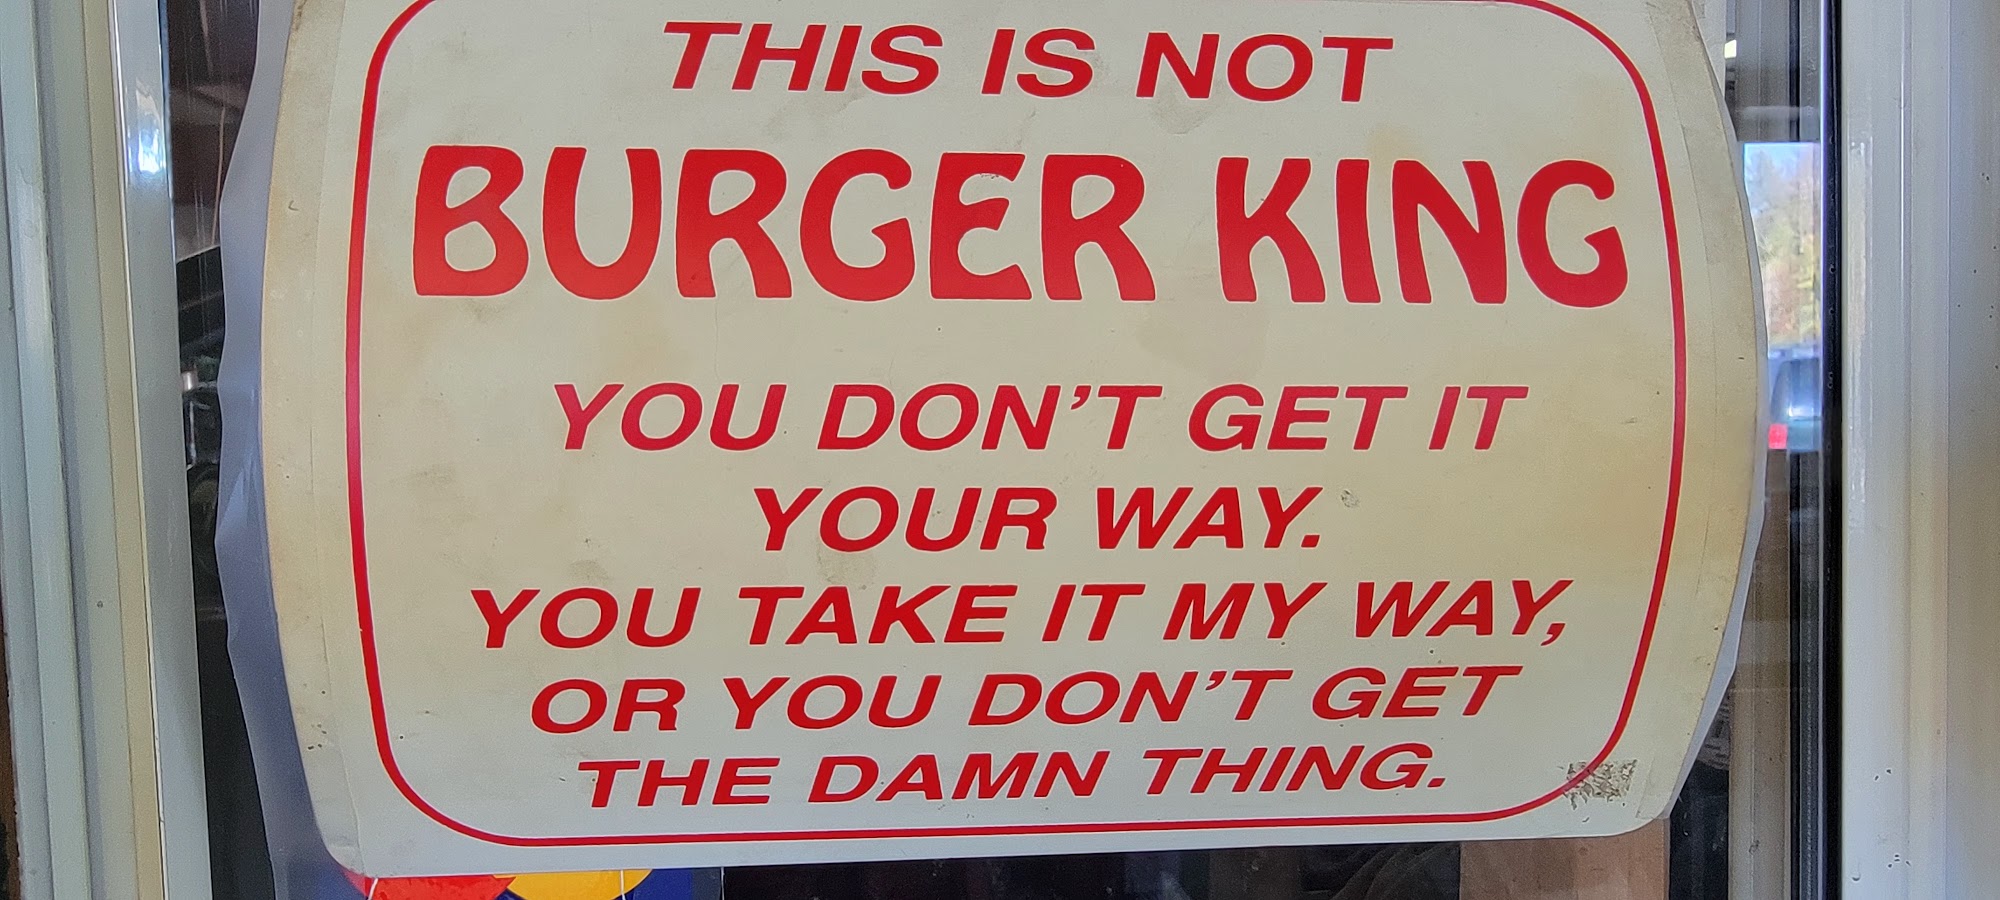 THIS IS NOT
BURGER KING
YOU DON'T GET IT
YOUR WAY.
YOU TAKE IT MY WAY,
OR YOU DON'T GET
THE DAMN THING.